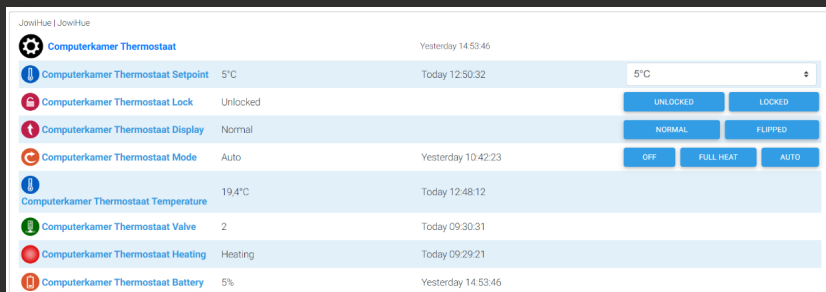 JowiHue | JowiHue
Computerkamer Thermostaat Yesterday 14:53:46
Computerkamer Thermostaat Setpoint 5°C Today 12:50:32 5°C
Computerkamer Thermostaat Lock Unlocked UNLOCKED LOCKED
Computerkamer Thermostaat Display Normal NORMAL FLIPPED
Computerkamer Thermostaat Mode Auto Yesterday 10:42:23 OFF FULL HEAT AUTO
Computerkamer Thermostaat Temperature 19,4°C Today 12:48:12
Computerkamer Thermostaat Valve 2 Today 09:30:31
Computerkamer Thermostaat Heating Heating Today 09:29:21
Computerkamer Thermostaat Battery 5% Yesterday 14:53:46